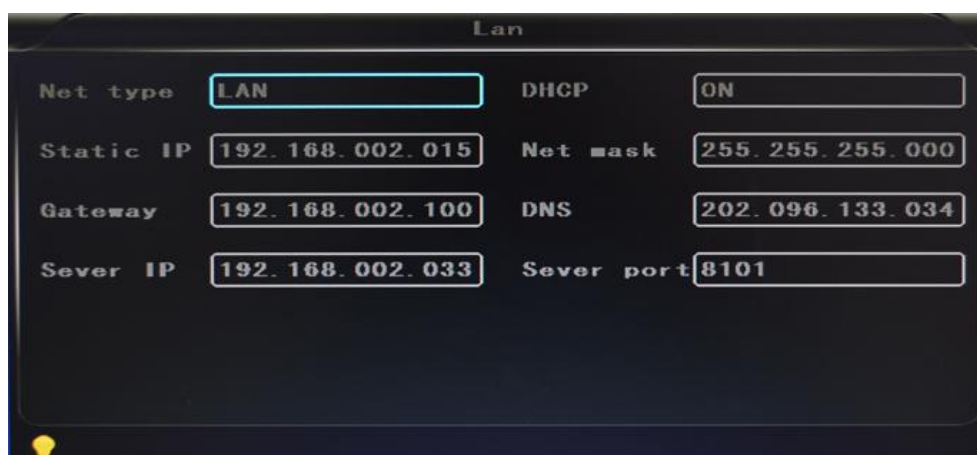 Lan
Net type LAN DHCP ON
Static IP 192.168.002.015 Net mask 255.255.255.000
Gateway 192.168.002.100 DNS 202.096.133.034
Sever IP 192.168.002.033 Sever port 8101